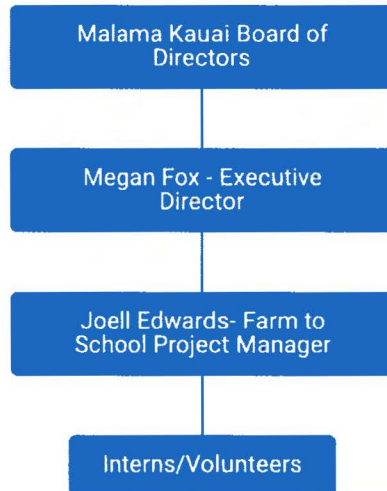 Malama Kauai Board of
Directors
Megan Fox - Executive
Director
Joell Edwards- Farm to
School Project Manager
Interns/Volunteers